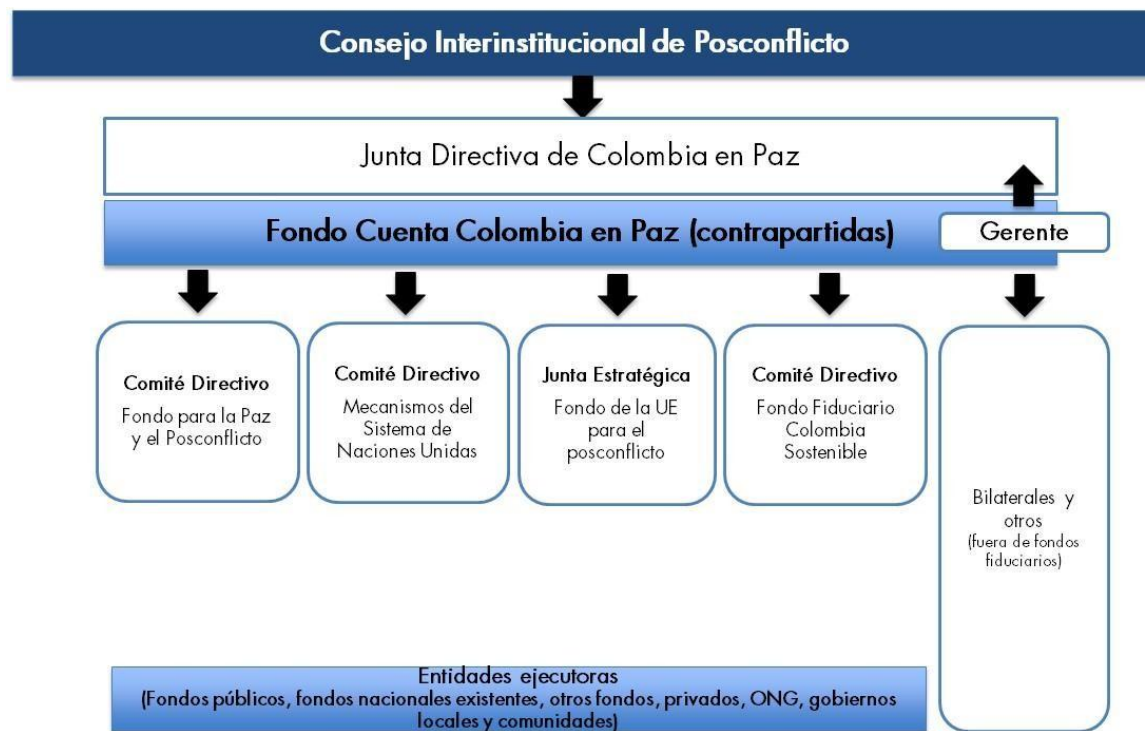 Consejo Interinstitucional de Posconflicto
Junta Directiva de Colombia en Paz
Fondo Cuenta Colombia en Paz (contrapartidas)
Gerente
Comité Directivo
Fondo para la Paz
y el Posconflicto
Comité Directivo
Mecanismos del
Sistema de
Naciones Unidas
Junta Estratégica
Fondo de la UE
para el
posconflicto
Comité Directivo
Fondo Fiduciario
Colombia
Sostenible
Bilaterales y
otros
(fuera de fondos
fiduciarios)
Entidades ejecutoras
(Fondos públicos, fondos nacionales existentes, otros fondos, privados, ONG, gobiernos
locales y comunidades)